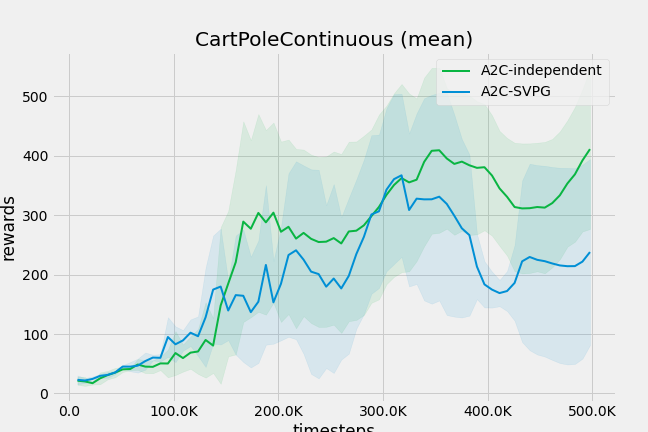 CartPoleContinuous (mean)
A2C-independent
A2C-SVPG
500
400
300
200
100
0
rewards
0.0 100.0K 200.0K 300.0K 400.0K 500.0K
timesteps